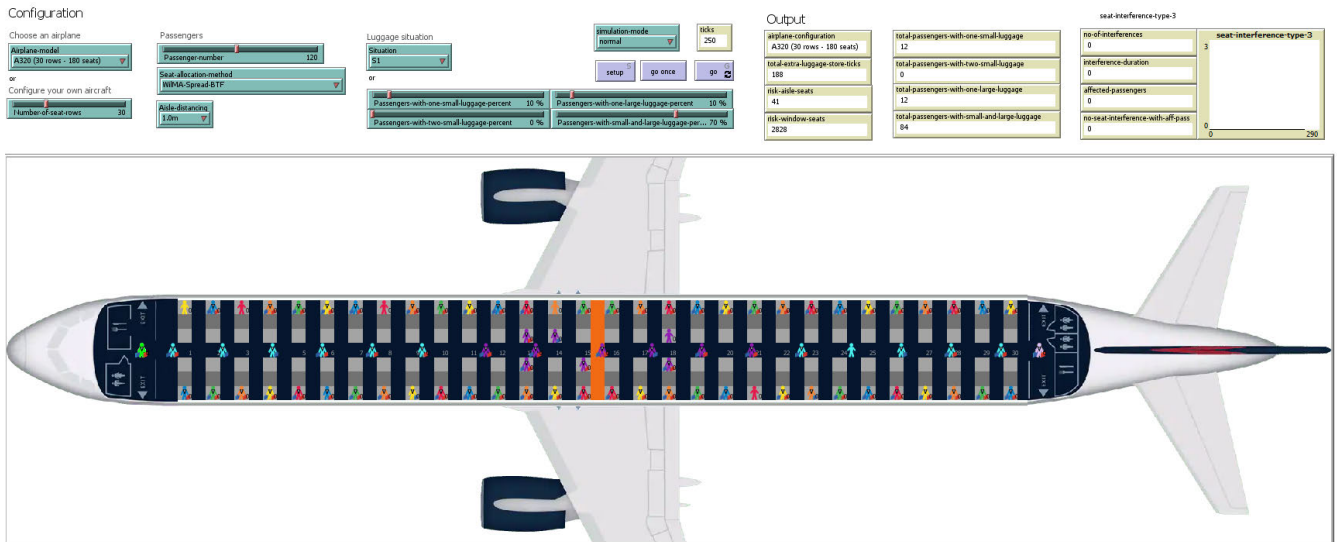 Configuration
Choose an airplane
Airplane-model
A320 (30 rows - 180 seats)
or
Configure your own aircraft
Number-of-seat-rows 30
Passengers
Passenger-number 120
Seat-allocation-method
WilMA-Spread-BTF
Aisle-distancing
1.0m
Luggage situation
Situation
S1
or
Passengers-with-one-small-luggage-percent 10 %
Passengers-with-one-large-luggage-percent 10 %
Passengers-with-two-small-luggage-percent 0 %
Passengers-with-small-and-large-luggage-per... 70 %
simulation-mode
normal
ticks
250
setup S
go once
go G
Output
airplane-configuration
A320 (30 rows - 180 seats)
total-extra-luggage-store-ticks
188
risk-aisle-seats
41
risk-window-seats
2828
total-passengers-with-one-small-luggage
12
total-passengers-with-two-small-luggage
0
total-passengers-with-one-large-luggage
12
total-passengers-with-small-and-large-luggage
84
seat-interference-type-3
no-of-interferences
0
interference-duration
0
affected-passengers
0
no-seat-interference-with-aff-pass
0
seat-interference-type-3
3
0
0 290
EXIT
EXIT
1 3 5 6 7 8 10 11 12 13 14 15 16 17 18 20 21 22 23 25 27 28 29 30
EXIT
EXIT